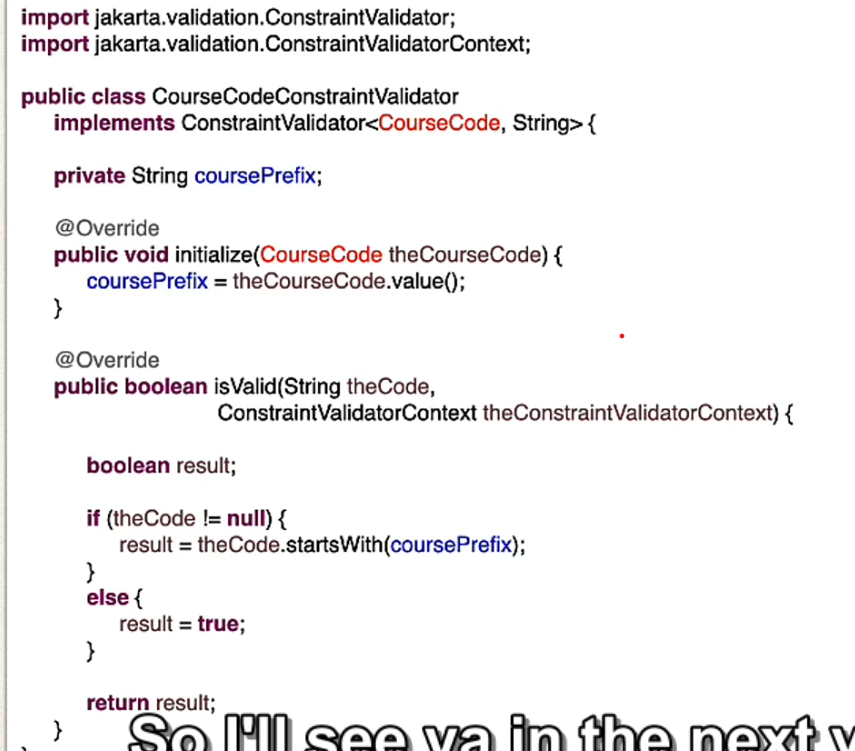 import jakarta.validation.ConstraintValidator;
import jakarta.validation.ConstraintValidatorContext;

public class CourseCodeConstraintValidator
    implements ConstraintValidator<CourseCode, String> {

    private String coursePrefix;

    @Override
    public void initialize(CourseCode theCourseCode) {
        coursePrefix = theCourseCode.value();
    }

    @Override
    public boolean isValid(String theCode,
                        ConstraintValidatorContext theConstraintValidatorContext) {

        boolean result;

        if (theCode != null) {
            result = theCode.startsWith(coursePrefix);
        }
        else {
            result = true;
        }

        return result;
    }
So I'll see ya in the next